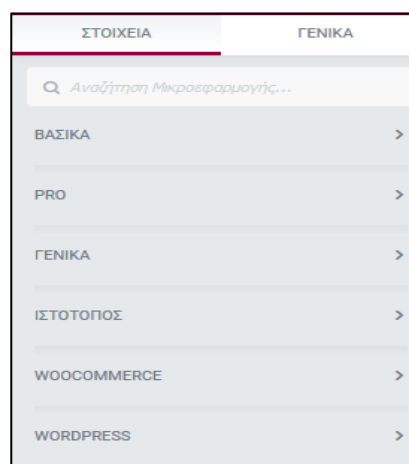 ΣΤΟΙΧΕΙΑ ΓΕΝΙΚΑ
Αναζήτηση Μικροεφαρμογής...
ΒΑΣΙΚΑ
PRO
ΓΕΝΙΚΑ
ΙΣΤΟΤΟΠΟΣ
WOOCOMMERCE
WORDPRESS